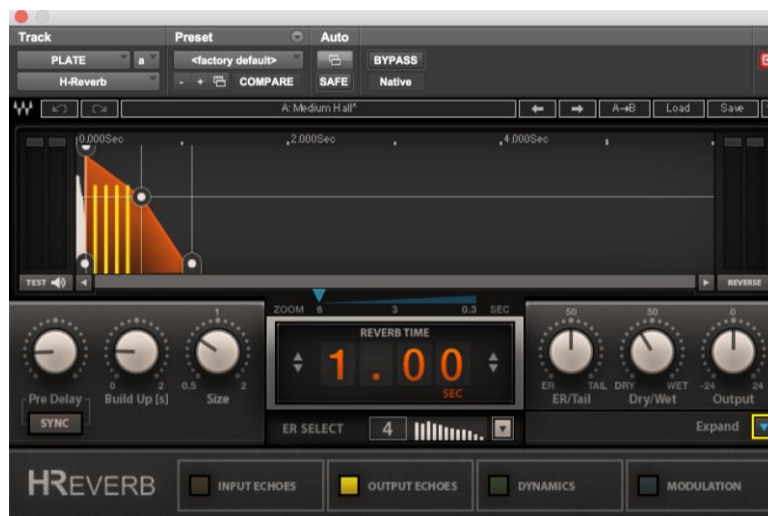 Track Preset Auto
PLATE a <factory default> BYPASS
H-Reverb - + COMPARE SAFE Native
A: Medium Hall* A→B Load Save
0.000Sec 2.000Sec 4.000Sec
TEST REVERSE
ZOOM 6 3 0.3 SEC
1 50 50 0
REVERB TIME
1.00
SEC
0 2 0.5 2 ER TAIL DRY WET -24 24
Pre Delay Build Up [s] Size ER/Tail Dry/Wet Output
SYNC
ER SELECT 4 Expand
HREVERB INPUT ECHOES OUTPUT ECHOES DYNAMICS MODULATION